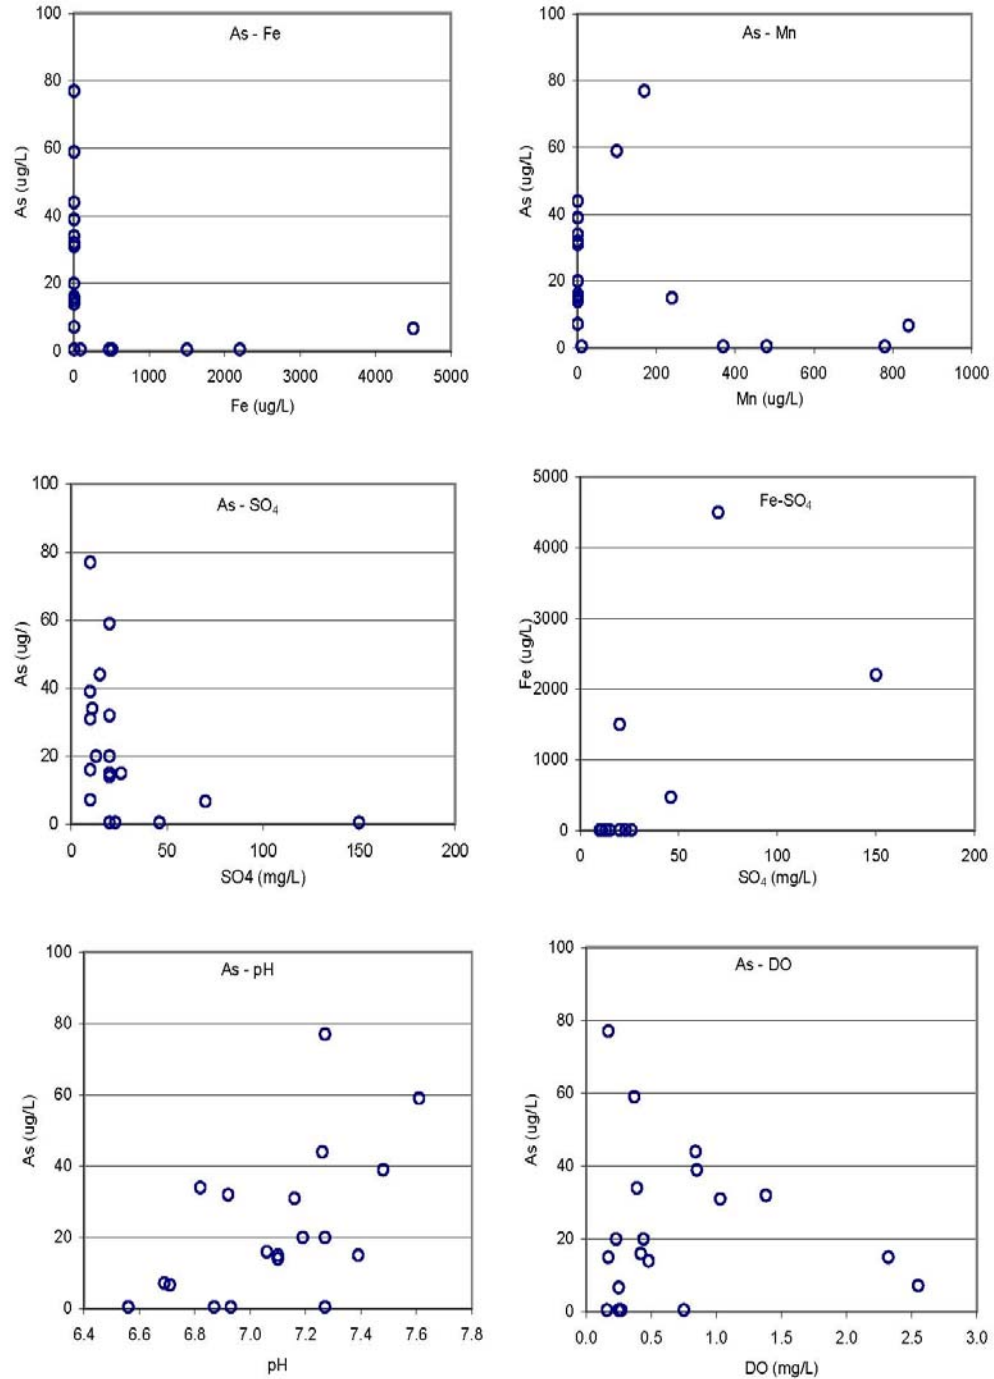 As - Fe
100
80
60
40
20
0
As (ug/L)
0 1000 2000 3000 4000 5000
Fe (ug/L)
As - Mn
100
80
60
40
20
0
As (ug/L)
0 200 400 600 800 1000
Mn (ug/L)
As - SO₄
100
80
60
40
20
0
As (ug/)
0 50 100 150 200
SO4 (mg/L)
Fe-SO₄
5000
4000
3000
2000
1000
0
Fe (ug/L)
0 50 100 150 200
SO₄ (mg/L)
As - pH
100
80
60
40
20
0
As (ug/L)
6.4 6.6 6.8 7.0 7.2 7.4 7.6 7.8
pH
As - DO
100
80
60
40
20
0
As (ug/L)
0.0 0.5 1.0 1.5 2.0 2.5 3.0
DO (mg/L)